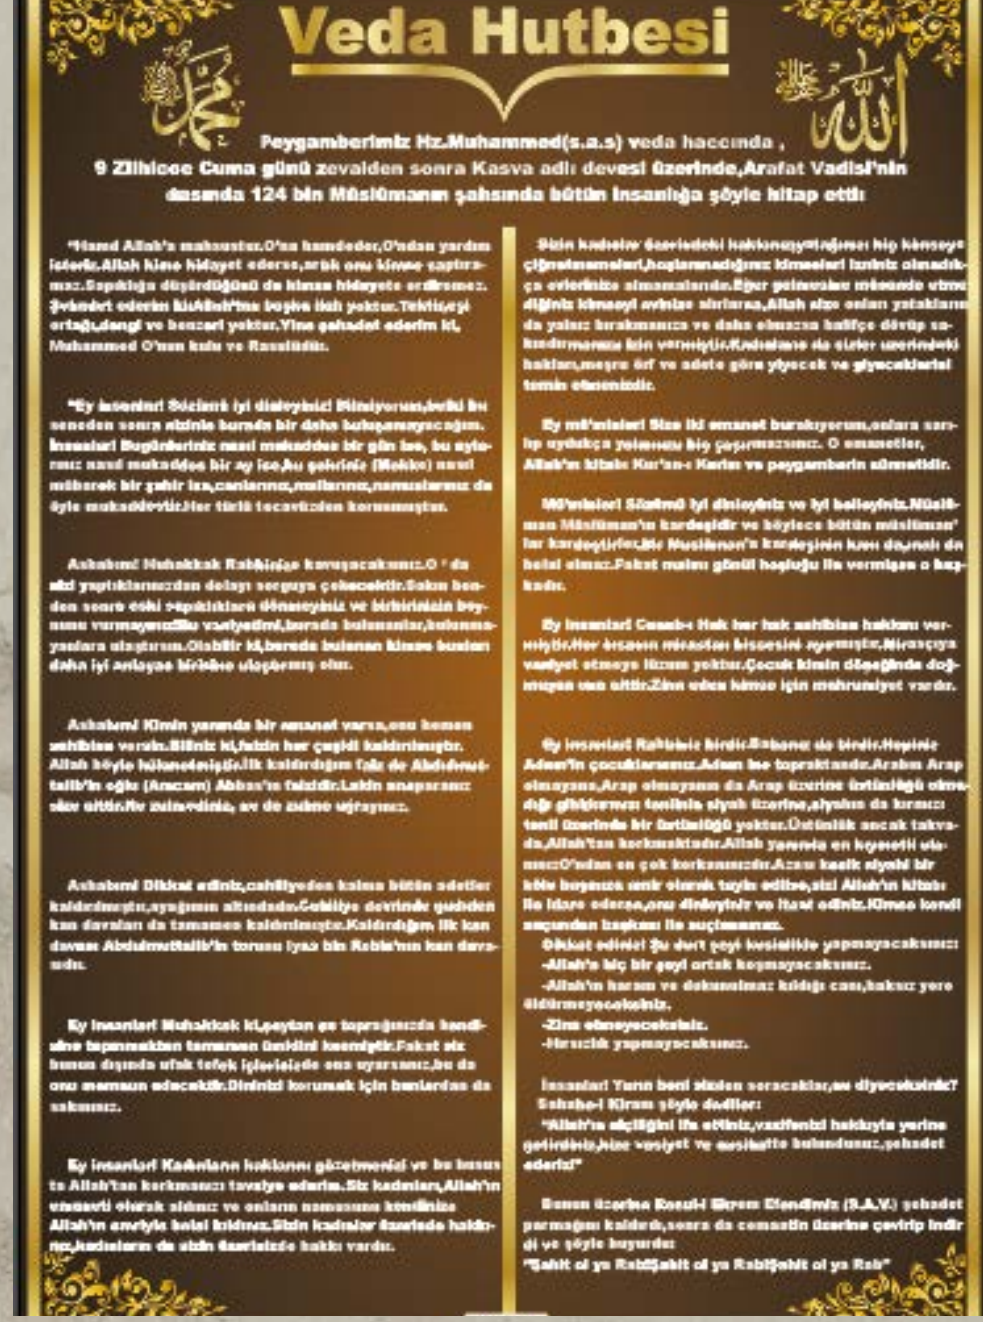 Veda Hutbesi
محمد
الله
Peygamberimiz Hz.Muhammed(s.a.s) veda haccında ,
9 Zilhicce Cuma günü zevalden sonra Kasva adlı devesi üzerinde,Arafat Vadisi'nin
124 bin Müslümanın şahsında bütün insanlığa şöyle hitap etti
"Hamd Allah'a mahsustur.O'na hamdeder,O'ndan yardım
isteriz.Allah kime hidayet ederse,artık onu kimse saptıra-
maz.Sapıklığa düşürdüğünü de kimse hidayete erdiremez.
Şehadet ederim ki;Allah'tan başka ilah yoktur.Tektir,eşi
ortağı,dengi ve benzeri yoktur.Yine şehadet ederim ki,
Muhammed O'nun kulu ve Rasulüdür.
"Ey insanlar! Sözümü iyi dinleyiniz! Bilmiyorum,belki bu
seneden sonra sizinle burada bir daha buluşamayacağım.
İnsanlar! Bugünleriniz nasıl mukaddes bir gün ise, bu ayla-
rınız nasıl mukaddes bir ay ise,bu şehriniz (Mekke) nasıl
mübarek bir şehir ise,canlarınız,mallarınız,namuslarınız da
öyle mukaddestir.Her türlü tecavüzden korunmuştur.
Ashabım! Muhakkak Rabbinize kavuşacaksınız.O ' da
sizi yaptıklarınızdan dolayı sorguya çekecektir.Sakın ben-
den sonra eski sapıklıklara dönmeyiniz ve birbirinizin boy-
nunu vurmayınız!Bu vasiyetimi,burada bulunanlar,bulunma-
yanlara ulaştırsın.Olabilir ki,burada bulunan kimse bunları
daha iyi anlayan birisine ulaştırmış olur.
Ashabım! Kimin yanında bir emanet varsa,onu hemen
sahibine versin.Biliniz ki,faizin her çeşidi kaldırılmıştır.
Allah böyle hükmetmiştir.İlk kaldırdığım faiz de Abdulmut-
talib'in oğlu (Amcam) Abbas'ın faizidir.Lakin anaparanız
size aittir.Ne zulmediniz, ne de zulme uğrayınız.
Ashabım! Dikkat ediniz,cahiliyeden kalma bütün adetler
kaldırılmıştır,ayağımın altındadır.Cahiliye devrinde güdülen
kan davaları da tamamen kaldırılmıştır.Kaldırdığım ilk kan
davası Abdulmuttalib'in torunu İyas bin Rabia'nın kan dava-
sıdır.
Ey insanlar! Muhakkak ki,şeytan şu toprağınızda kendi-
sine tapınmaktan tamamen ümidini kesmiştir.Fakat siz
bunun dışında ufak tefek işlerinizde ona uyarsanız,bu da
onu memnun edecektir.Dininizi korumak için bunlardan da
sakınınız.
Ey insanlar! Kadınların haklarını gözetmenizi ve bu husus
ta Allah'tan korkmanızı tavsiye ederim.Siz kadınları,Allah'ın
emaneti olarak aldınız ve onların namusunu kendinize
Allah'ın emriyle helal kıldınız.Sizin kadınlar üzerinde hakkı-
nız,kadınların da sizin üzerinizde hakkı vardır.
Sizin kadınlar üzerindeki hakkınız;yatağınızı hiç kimseye
çiğnetmemeleri,hoşlanmadığınız kimseleri izniniz olmadık-
ça evlerinize almamalarıdır.Eğer gelmesine müsaade etme
diğiniz kimseyi evinize alırlarsa,Allah size onları yataklarını
da yalnız bırakmanıza ve daha olmazsa hafifçe dövüp sa-
kındırmanıza izin vermiştir.Kadınların da sizler üzerindeki
hakları,meşru örf ve adete göre yiyecek ve giyeceklerini
temin etmenizdir.
Ey mü'minler! Size iki emanet bırakıyorum,onlara sarı-
lıp uydukça yolunuzu hiç şaşırmazsınız. O emanetler,
Allah'ın kitabı Kur'an-ı Kerim ve peygamberin sünnetidir.
Mü'minler! Sözümü iyi dinleyiniz ve iyi belleyiniz.Müslü-
man Müslüman'ın kardeşidir ve böylece bütün müslüman'
lar kardeştirler.Bir Müslüman'a kardeşinin kanı da,malı da
helal olmaz.Fakat malını gönül hoşluğu ile vermişse o baş-
kadır.
Ey insanlar! Cenab-ı Hak her hak sahibine hakkını ver-
miştir.Her insanın mirastan hissesini ayırmıştır.Mirasçıya
vasiyet etmeye lüzum yoktur.Çocuk kimin döşeğinde doğ-
muşsa ona aittir.Zina eden kimse için mahrumiyet vardır.
Ey insanlar! Rabbiniz birdir.Babanız da birdir.Hepiniz
Adem'in çocuklarısınız.Adem ise topraktandır.Arabın Arap
olmayana,Arap olmayanın da Arap üzerine üstünlüğü olma-
dığı gibi;kırmızı tenlinin siyah üzerine,siyahın da kırmızı
tenli üzerinde bir üstünlüğü yoktur.Üstünlük ancak takva-
da,Allah'tan korkmaktadır.Allah yanında en kıymetli ola-
nınız O'ndan en çok korkanınızdır.Azası kesik siyahi bir
köle başınıza amir olarak tayin edilse,sizi Allah'ın kitabı
ile idare ederse,onu dinleyiniz ve itaat ediniz.Kimse kendi
suçundan başkası ile suçlanamaz.
Dikkat ediniz! Şu dört şeyi kesinlikle yapmayacaksınız:
-Allah'a hiç bir şeyi ortak koşmayacaksınız.
-Allah'ın haram ve dokunulmaz kıldığı canı,haksız yere
öldürmeyeceksiniz.
-Zina etmeyeceksiniz.
-Hırsızlık yapmayacaksınız.
İnsanlar! Yarın beni sizden soracaklar,ne diyeceksiniz?
Sahabe-i Kiram şöyle dediler:
"Allah'ın elçiliğini ifa ettiniz,vazifenizi hakkıyla yerine
getirdiniz,bize vasiyet ve nasihatte bulundunuz,şehadet
ederiz!"
Bunun üzerine Resul-i Ekrem Efendimiz (S.A.V.) şehadet
parmağını kaldırdı,sonra da cemaatin üzerine çevirip indir
di ve şöyle buyurdu:
"Şahit ol ya Rab!Şahit ol ya Rab!Şahit ol ya Rab"